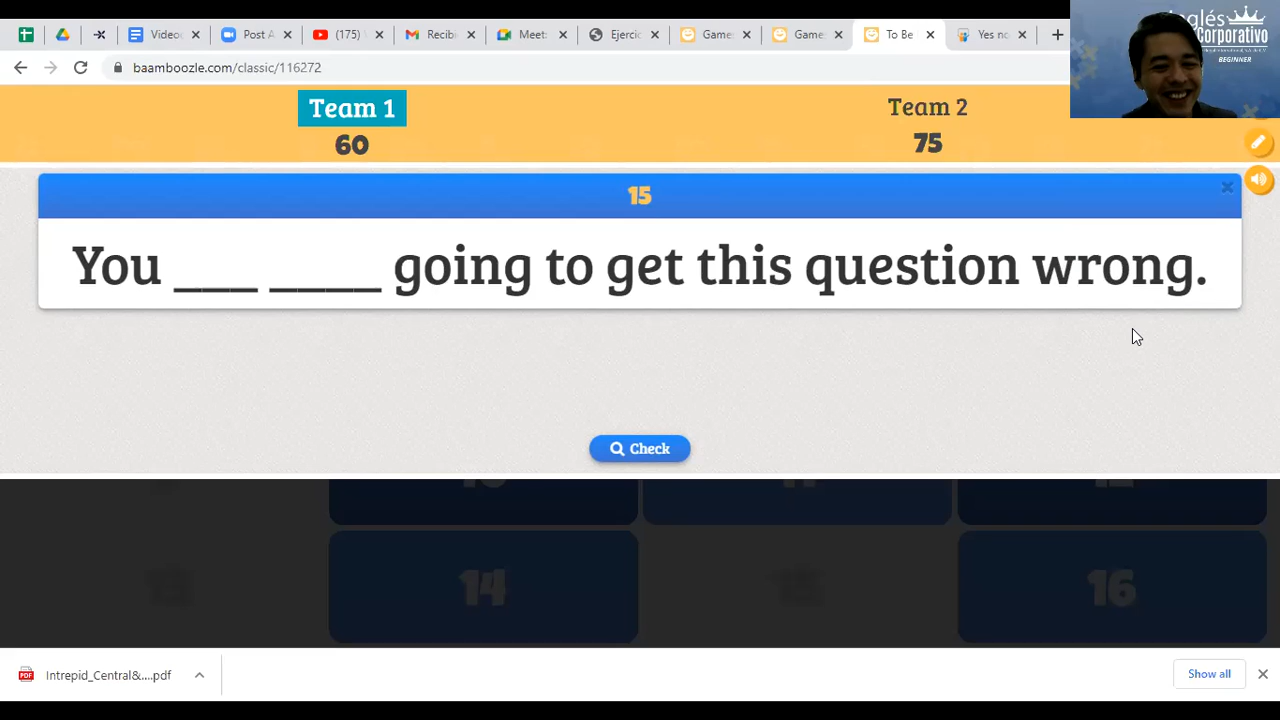 Video
Post A
(175)
Recib
Meet:
Ejerci
Game
Game
To Be
Yes no
baamboozle.com/classic/116272
inglés
Corporativo
BEGINNER
Team 1
Team 2
60
75
15
You ___ ____ going to get this question wrong.
Check
14
16
Intrepid_Central&....pdf
Show all